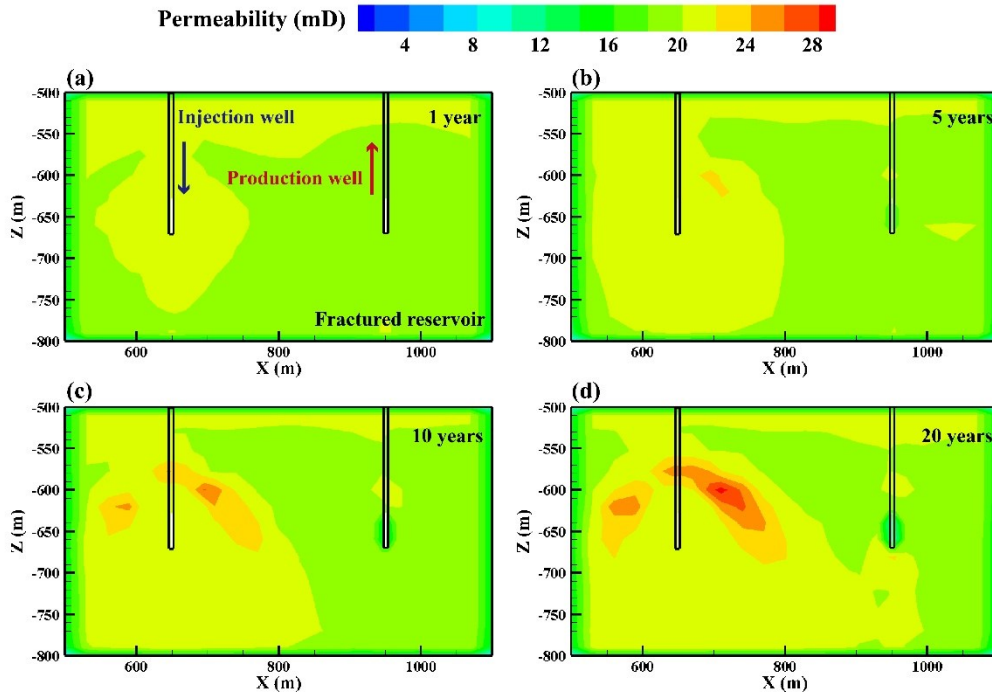 Permeability (mD)
4 8 12 16 20 24 28
(a)
-500
-550
-600
-650
-700
-750
-800
Z (m)
Injection well
1 year
Production well
Fractured reservoir
600 800 1000
X (m)
(b)
-500
-550
-600
-650
-700
-750
-800
Z (m)
5 years
600 800 1000
X (m)
(c)
-500
-550
-600
-650
-700
-750
-800
Z (m)
10 years
600 800 1000
X (m)
(d)
-500
-550
-600
-650
-700
-750
-800
Z (m)
20 years
600 800 1000
X (m)